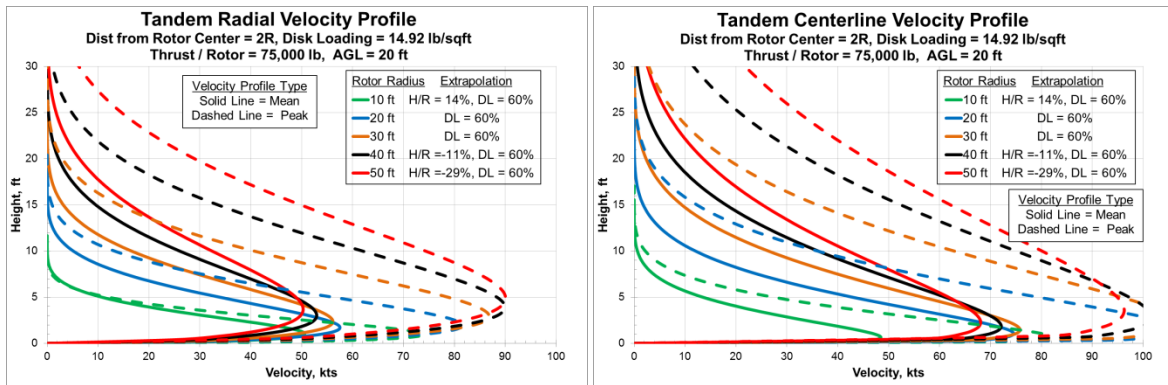 Tandem Radial Velocity Profile
Dist from Rotor Center = 2R, Disk Loading = 14.92 lb/sqft
Thrust / Rotor = 75,000 lb, AGL = 20 ft
30
25
20
15
10
5
0
Height, ft
Velocity Profile Type
Solid Line = Mean
Dashed Line = Peak
Rotor Radius Extrapolation
10 ft H/R = 14%, DL = 60%
20 ft DL = 60%
30 ft DL = 60%
40 ft H/R =-11%, DL = 60%
50 ft H/R =-29%, DL = 60%
0 10 20 30 40 50 60 70 80 90 100
Velocity, kts
Tandem Centerline Velocity Profile
Dist from Rotor Center = 2R, Disk Loading = 14.92 lb/sqft
Thrust / Rotor = 75,000 lb, AGL = 20 ft
30
25
20
15
10
5
0
Height, ft
Rotor Radius Extrapolation
10 ft H/R = 14%, DL = 60%
20 ft DL = 60%
30 ft DL = 60%
40 ft H/R =-11%, DL = 60%
50 ft H/R =-29%, DL = 60%
Velocity Profile Type
Solid Line = Mean
Dashed Line = Peak
0 10 20 30 40 50 60 70 80 90 100
Velocity, kts